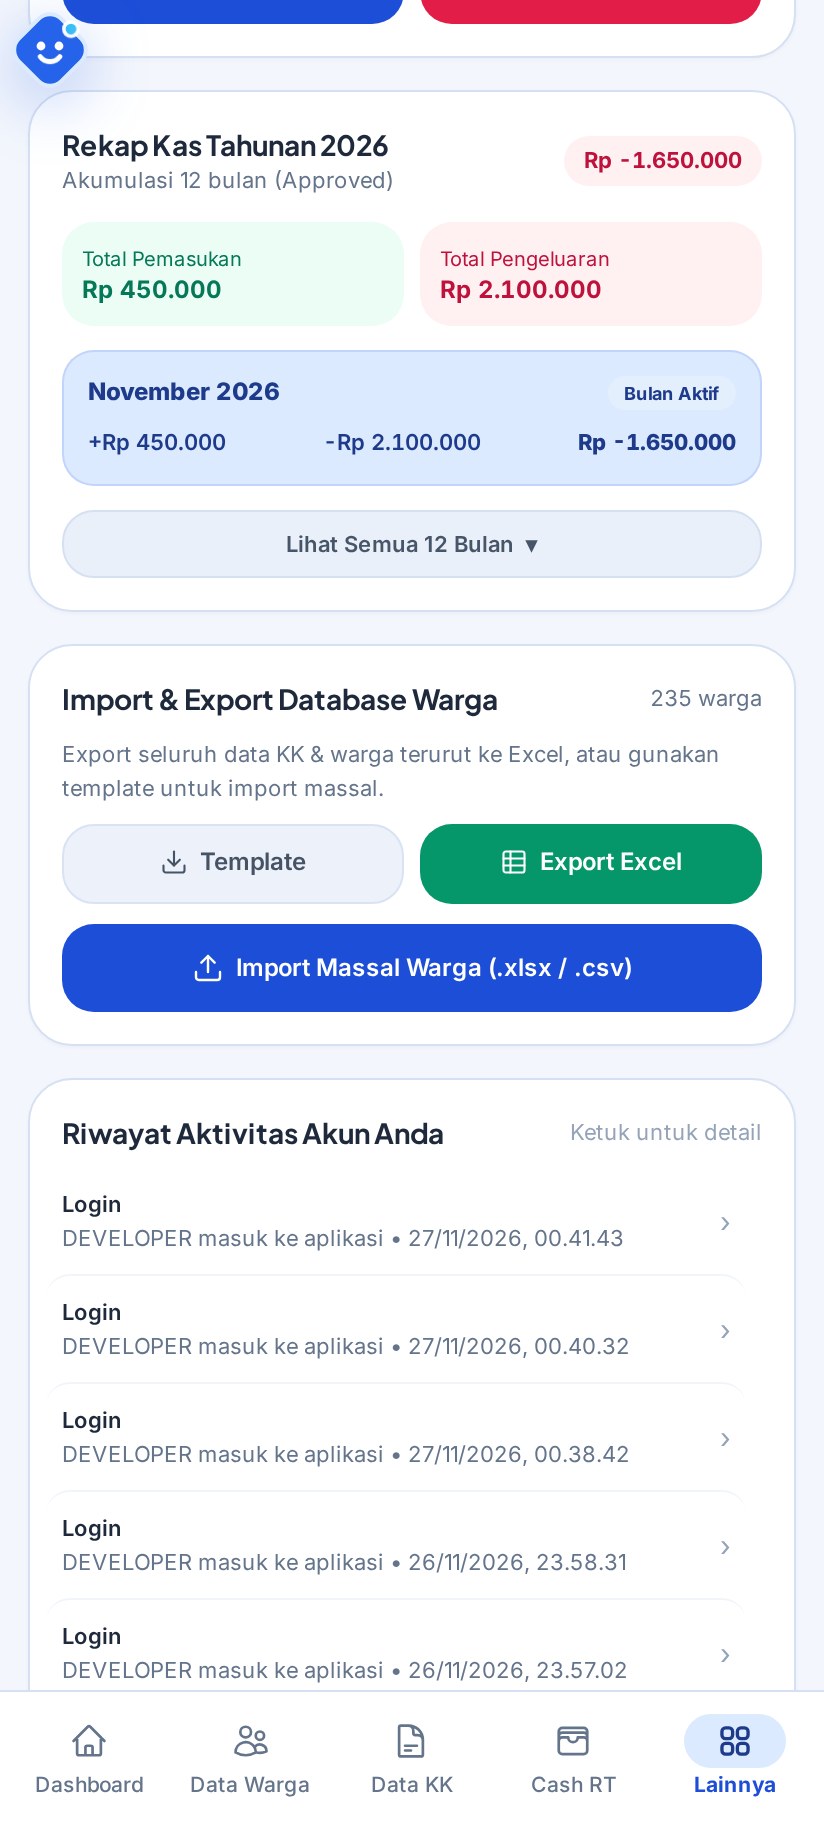 Rekap Kas Tahunan 2026
Akumulasi 12 bulan (Approved)
Rp -1.650.000
Total Pemasukan
Rp 450.000
Total Pengeluaran
Rp 2.100.000
November 2026
Bulan Aktif
+Rp 450.000
-Rp 2.100.000
Rp -1.650.000
Lihat Semua 12 Bulan ▼
Import & Export Database Warga
235 warga
Export seluruh data KK & warga terurut ke Excel, atau gunakan
template untuk import massal.
Template
Export Excel
Import Massal Warga (.xlsx / .csv)
Riwayat Aktivitas Akun Anda
Ketuk untuk detail
Login
DEVELOPER masuk ke aplikasi • 27/11/2026, 00.41.43
Login
DEVELOPER masuk ke aplikasi • 27/11/2026, 00.40.32
Login
DEVELOPER masuk ke aplikasi • 27/11/2026, 00.38.42
Login
DEVELOPER masuk ke aplikasi • 26/11/2026, 23.58.31
Login
DEVELOPER masuk ke aplikasi • 26/11/2026, 23.57.02
Dashboard
Data Warga
Data KK
Cash RT
Lainnya